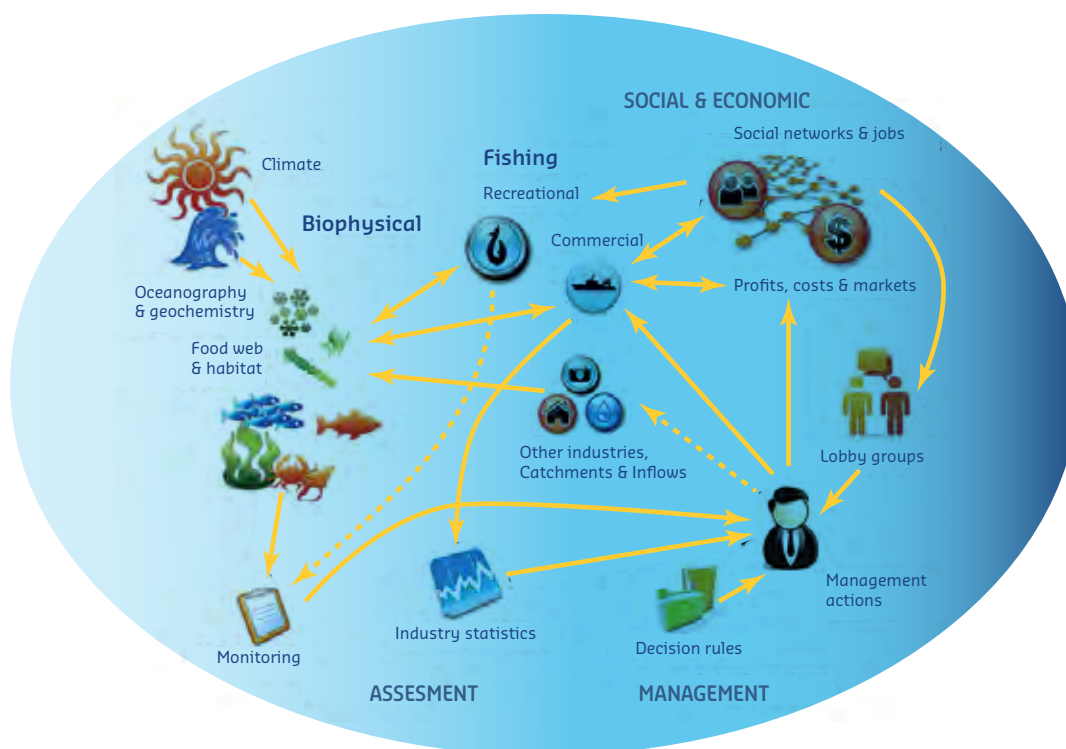 SOCIAL & ECONOMIC
Social networks & jobs
Fishing
Climate
Recreational
Biophysical
Commercial
Oceanography
& geochemistry
Profits, costs & markets
Food web
& habitat
Other industries,
Catchments & Inflows
Lobby groups
Management
actions
Industry statistics
Decision rules
Monitoring
ASSESMENT
MANAGEMENT
$